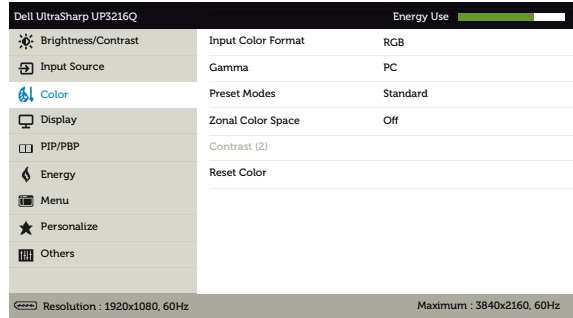 Dell UltraSharp UP3216Q Energy Use
Brightness/Contrast Input Color Format RGB
Input Source Gamma PC
Color Preset Modes Standard
Display Zonal Color Space Off
PIP/PBP Contrast (2)
Energy Reset Color
Menu
Personalize
Others
Resolution : 1920x1080, 60Hz Maximum : 3840x2160, 60Hz